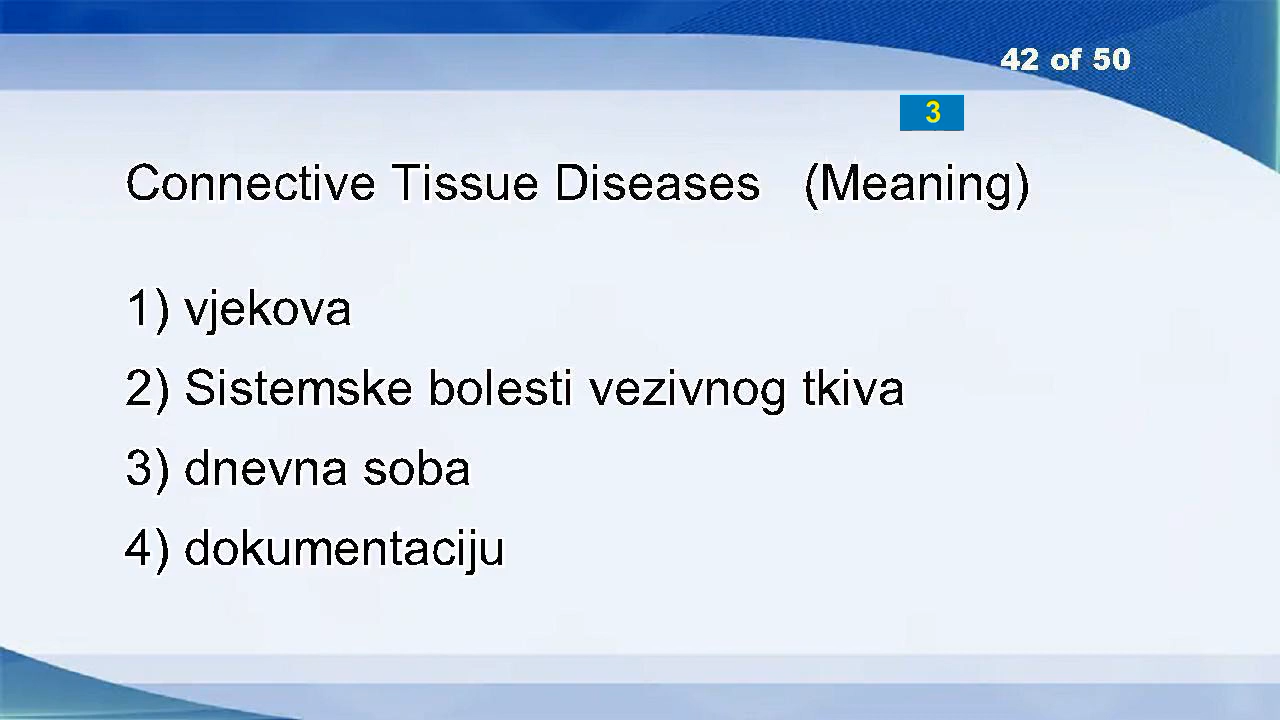 42 of 50
3
Connective Tissue Diseases (Meaning)
1) vjekova
2) Sistemske bolesti vezivnog tkiva
3) dnevna soba
4) dokumentaciju